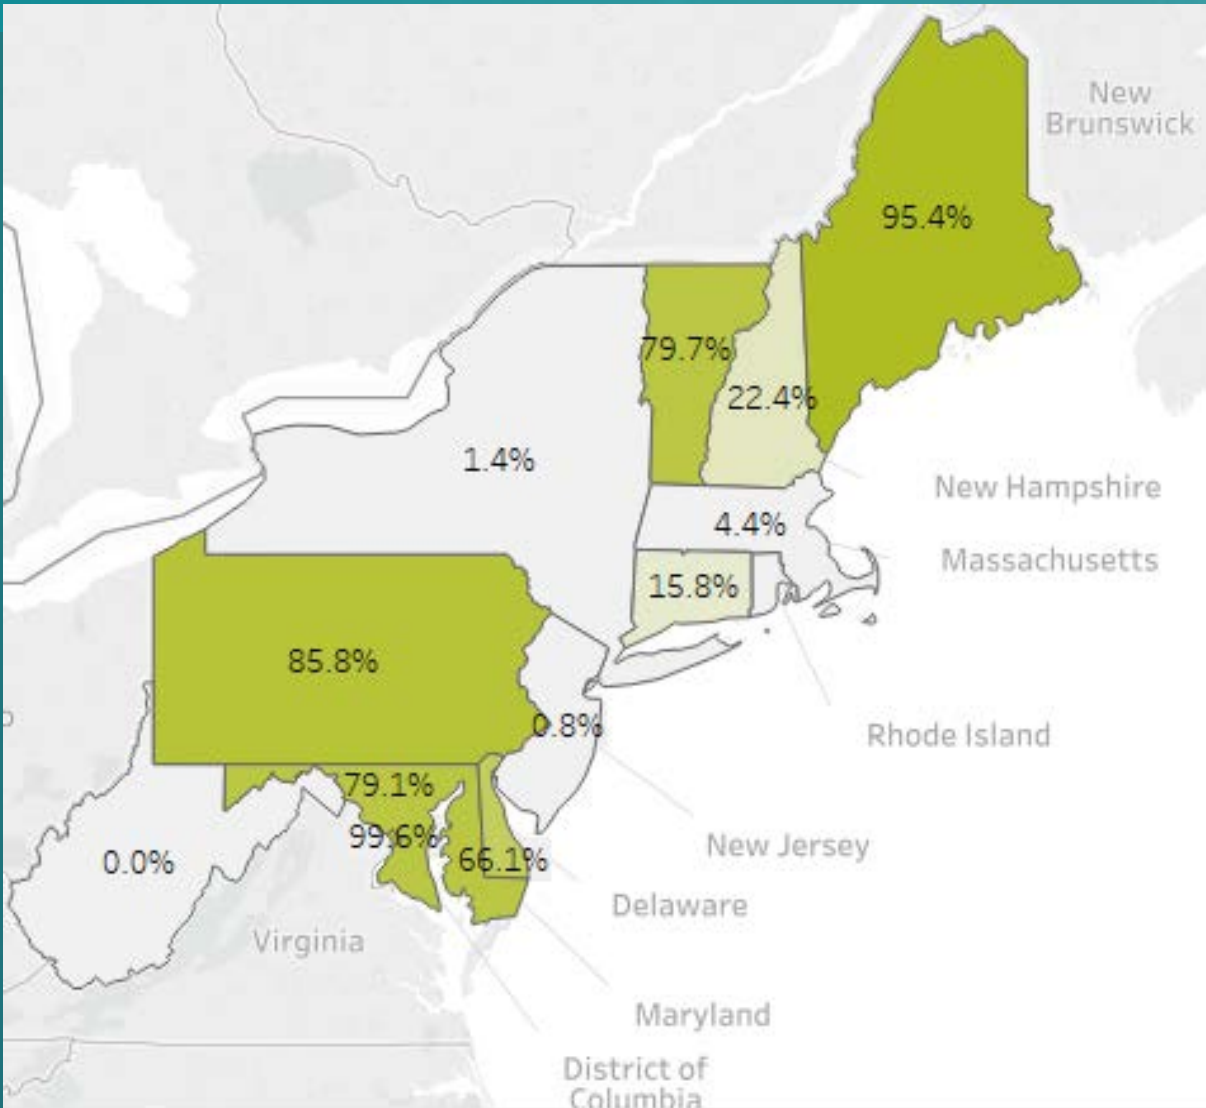 New
Brunswick
95.4%
79.7%
22.4%
1.4%
New Hampshire
4.4%
Massachusetts
15.8%
85.8%
0.8%
Rhode Island
79.1%
99.6%
66.1%
0.0%
New Jersey
Delaware
Virginia
Maryland
District of
Columbia